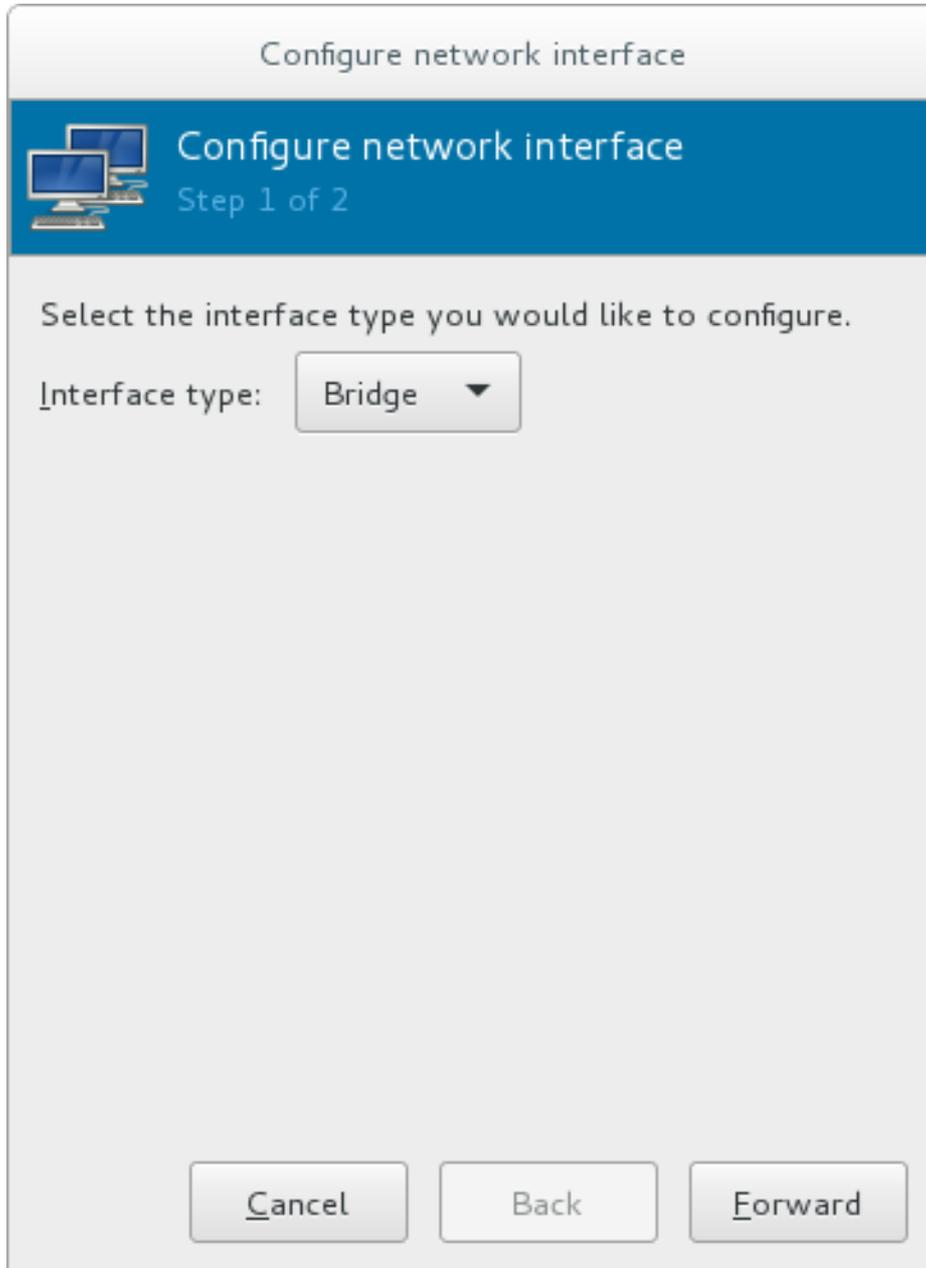 Configure network interface
Configure network interface
Step 1 of 2
Select the interface type you would like to configure.
Interface type: Bridge
Cancel Back Forward